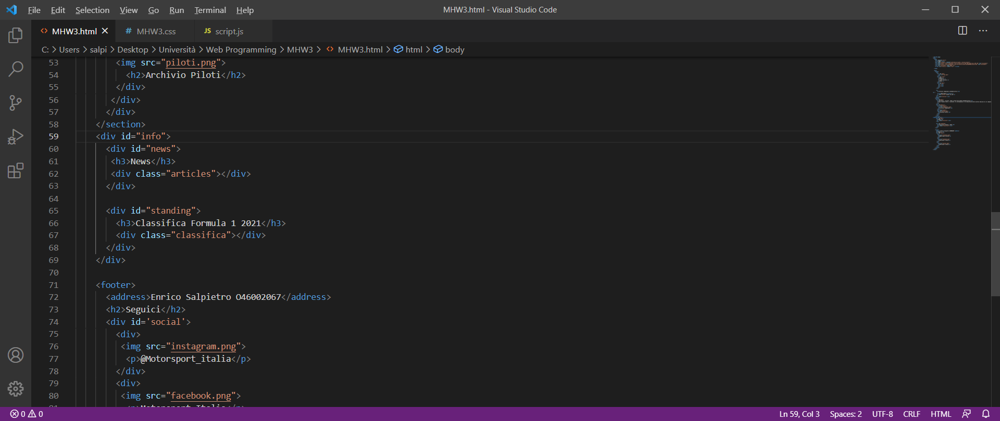 File Edit Selection View Go Run Terminal Help MHW3.html - Visual Studio Code
MHW3.html # MHW3.css JS script.js
C: > Users > salpi > Desktop > Università > Web Programming > MHW3 > MHW3.html > html > body
53 <img src="piloti.png">
54 <h2>Archivio Piloti</h2>
55 </div>
56 </div>
57 </div>
58 </section>
59 <div id="info">
60 <div id="news">
61 <h3>News</h3>
62 <div class="articles"></div>
63 </div>
64
65 <div id="standing">
66 <h3>Classifica Formula 1 2021</h3>
67 <div class="classifica"></div>
68 </div>
69 </div>
70
71 <footer>
72 <address>Enrico Salpietro O46002067</address>
73 <h2>Seguici</h2>
74 <div id='social'>
75 <div>
76 <img src="instagram.png">
77 <p>@Motorsport_italia</p>
78 </div>
79 <div>
80 <img src="facebook.png">
0 0 Ln 59, Col 3 Spaces: 2 UTF-8 CRLF HTML